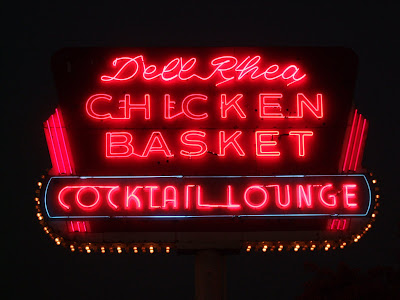 Dell Rhea
CHICKEN
BASKET
COCKTAIL LOUNGE